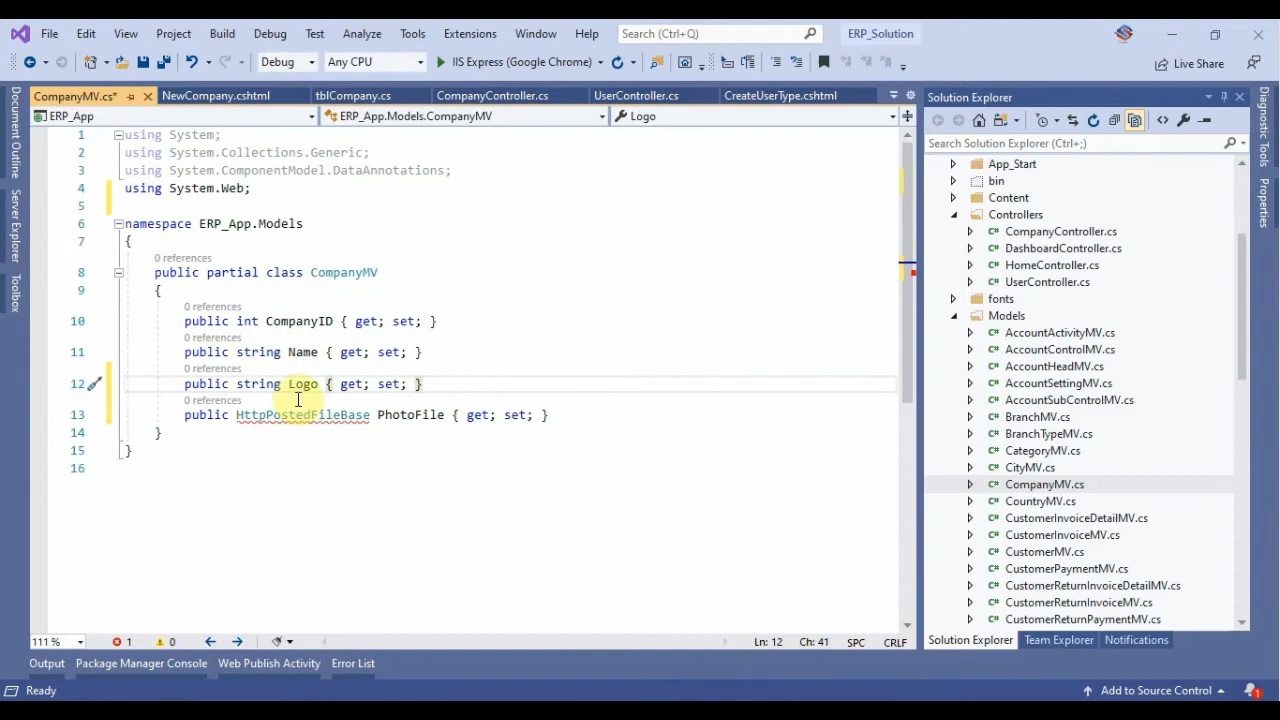 File Edit View Project Build Debug Test Analyze Tools Extensions Window Help Search (Ctrl+Q) ERP_Solution
Debug Any CPU IIS Express (Google Chrome) Live Share
CompanyMV.cs* NewCompany.cshtml tblCompany.cs CompanyController.cs UserController.cs CreateUserType.cshtml
ERP_App ERP_App.Models.CompanyMV Logo
1 using System;
2 using System.Collections.Generic;
3 using System.ComponentModel.DataAnnotations;
4 using System.Web;
5
6 namespace ERP_App.Models
7 {
0 references
8 public partial class CompanyMV
9 {
0 references
10 public int CompanyID { get; set; }
0 references
11 public string Name { get; set; }
0 references
12 public string Logo { get; set; }
0 references
13 public HttpPostedFileBase PhotoFile { get; set; }
14 }
15 }
16
111 % 1 0 Ln: 12 Ch: 41 SPC CRLF
Output Package Manager Console Web Publish Activity Error List
Ready Add to Source Control 1
Document Outline
Server Explorer
Toolbox
Solution Explorer
Search Solution Explorer (Ctrl+;)
App_Start
bin
Content
Controllers
C# CompanyController.cs
C# DashboardController.cs
C# HomeController.cs
C# UserController.cs
fonts
Models
C# AccountActivityMV.cs
C# AccountControlMV.cs
C# AccountHeadMV.cs
C# AccountSettingMV.cs
C# AccountSubControlMV.cs
C# BranchMV.cs
C# BranchTypeMV.cs
C# CategoryMV.cs
C# CityMV.cs
C# CompanyMV.cs
C# CountryMV.cs
C# CustomerInvoiceDetailMV.cs
C# CustomerInvoiceMV.cs
C# CustomerMV.cs
C# CustomerPaymentMV.cs
C# CustomerReturnInvoiceDetailMV.cs
C# CustomerReturnInvoiceMV.cs
C# CustomerReturnPaymentMV.cs
Solution Explorer Team Explorer Notifications
Diagnostic Tools
Properties